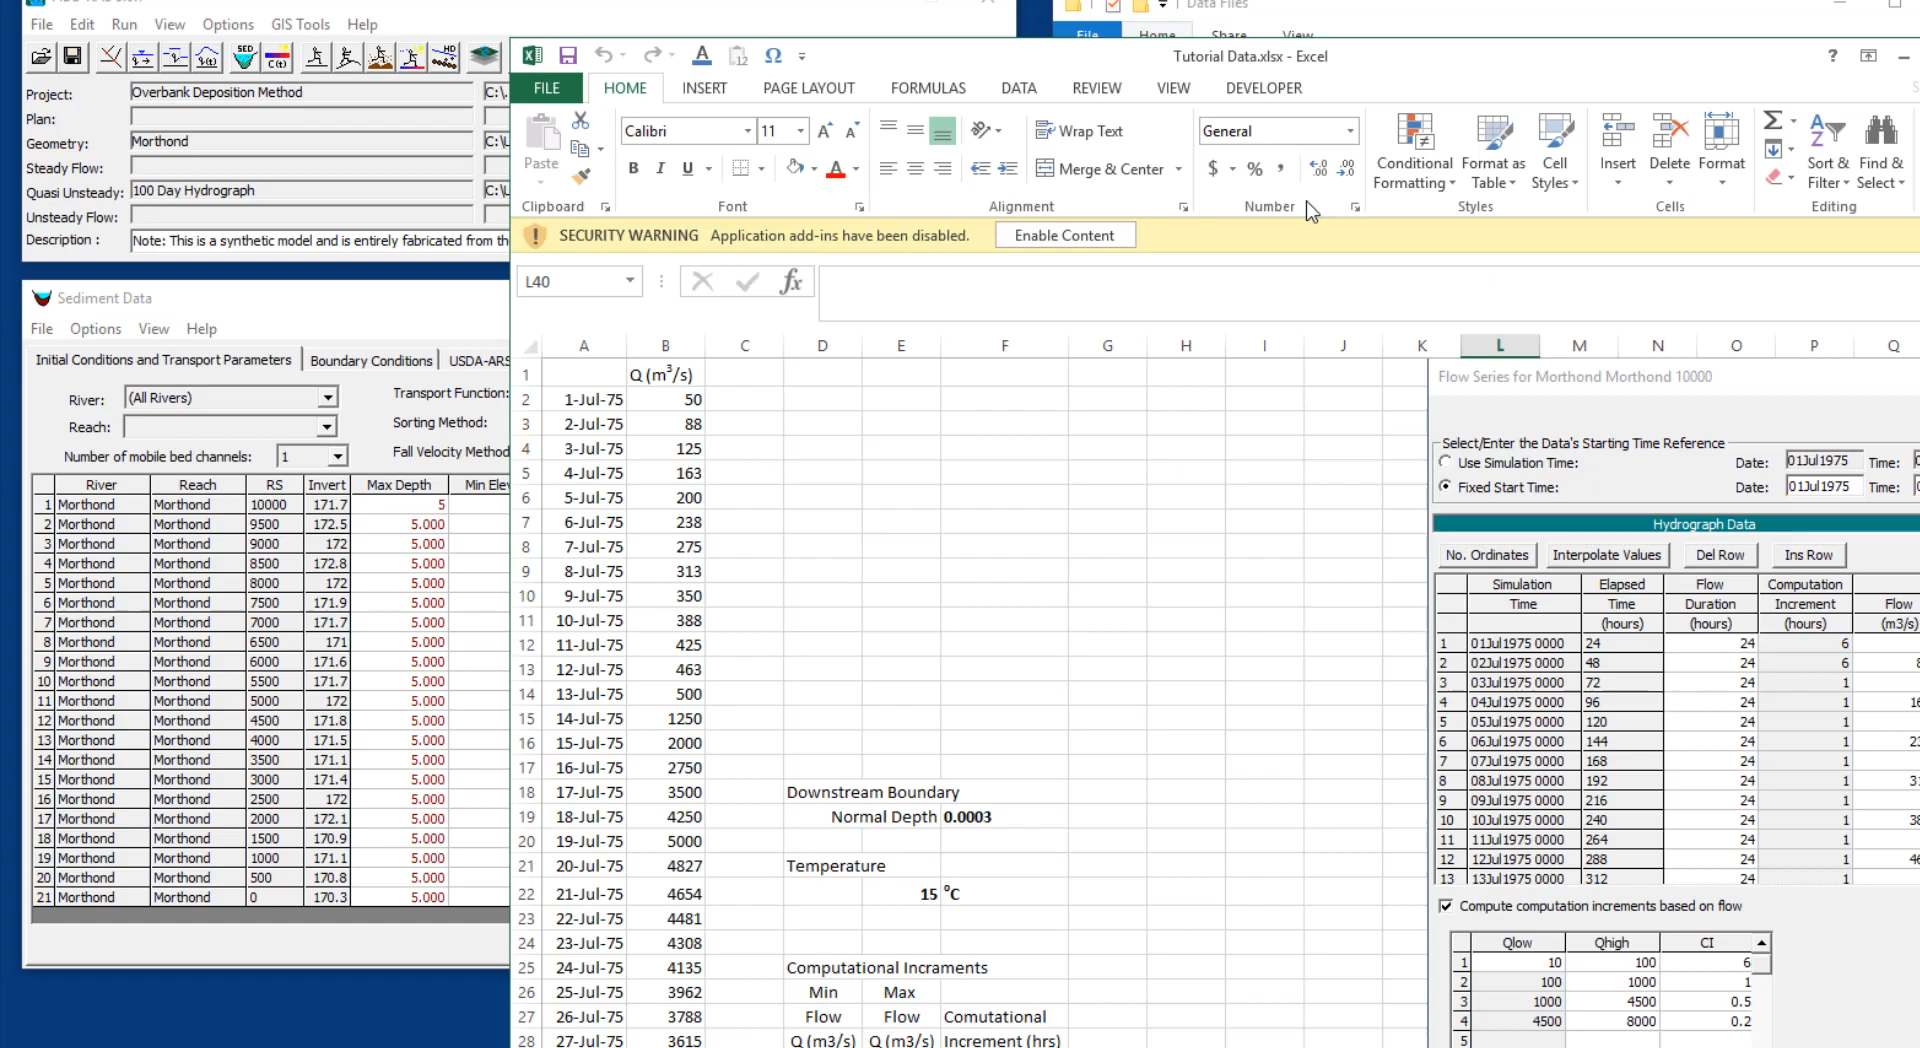 File Edit Run View Options GIS Tools Help
Project: Overbank Deposition Method
Plan:
Geometry: Morthond
Steady Flow:
Quasi Unsteady: 100 Day Hydrograph
Unsteady Flow:
Description : Note: This is a synthetic model and is entirely fabricated from the
Sediment Data
File Options View Help
Initial Conditions and Transport Parameters Boundary Conditions USDA-ARS
River: (All Rivers) Transport Function:
Reach: Sorting Method:
Number of mobile bed channels: 1 Fall Velocity Method
River Reach RS Invert Max Depth Min Elev
1 Morthond Morthond 10000 171.7 5
2 Morthond Morthond 9500 172.5 5.000
3 Morthond Morthond 9000 172 5.000
4 Morthond Morthond 8500 172.8 5.000
5 Morthond Morthond 8000 172 5.000
6 Morthond Morthond 7500 171.9 5.000
7 Morthond Morthond 7000 171.7 5.000
8 Morthond Morthond 6500 171 5.000
9 Morthond Morthond 6000 171.6 5.000
10 Morthond Morthond 5500 171.7 5.000
11 Morthond Morthond 5000 172 5.000
12 Morthond Morthond 4500 171.8 5.000
13 Morthond Morthond 4000 171.5 5.000
14 Morthond Morthond 3500 171.1 5.000
15 Morthond Morthond 3000 171.4 5.000
16 Morthond Morthond 2500 172 5.000
17 Morthond Morthond 2000 172.1 5.000
18 Morthond Morthond 1500 170.9 5.000
19 Morthond Morthond 1000 171.1 5.000
20 Morthond Morthond 500 170.8 5.000
21 Morthond Morthond 0 170.3 5.000
Data Files
File Home Share View
Tutorial Data.xlsx - Excel
FILE HOME INSERT PAGE LAYOUT FORMULAS DATA REVIEW VIEW DEVELOPER
Paste Calibri 11 Wrap Text General
B I U Merge & Center $ % Conditional Formatting Format as Table Cell Styles Insert Delete Format Sort & Filter Find & Select
Clipboard Font Alignment Number Styles Cells Editing
SECURITY WARNING Application add-ins have been disabled. Enable Content
L40 fx
A B C D E F G H I J K L M N O P Q
1 Q (m³/s)
2 1-Jul-75 50
3 2-Jul-75 88
4 3-Jul-75 125
5 4-Jul-75 163
6 5-Jul-75 200
7 6-Jul-75 238
8 7-Jul-75 275
9 8-Jul-75 313
10 9-Jul-75 350
11 10-Jul-75 388
12 11-Jul-75 425
13 12-Jul-75 463
14 13-Jul-75 500
15 14-Jul-75 1250
16 15-Jul-75 2000
17 16-Jul-75 2750
18 17-Jul-75 3500 Downstream Boundary
19 18-Jul-75 4250 Normal Depth 0.0003
20 19-Jul-75 5000
21 20-Jul-75 4827 Temperature
22 21-Jul-75 4654 15 °C
23 22-Jul-75 4481
24 23-Jul-75 4308
25 24-Jul-75 4135 Computational Incraments
26 25-Jul-75 3962 Min Max
27 26-Jul-75 3788 Flow Flow Comutational
28 27-Jul-75 3615 Q (m3/s) Q (m3/s) Increment (hrs)
Flow Series for Morthond Morthond 10000
Select/Enter the Data's Starting Time Reference
Use Simulation Time: Date: 01Jul1975 Time:
Fixed Start Time: Date: 01Jul1975 Time:
Hydrograph Data
No. Ordinates Interpolate Values Del Row Ins Row
Simulation Elapsed Flow Computation
Time Time Duration Increment Flow
(hours) (hours) (hours) (m3/s)
1 01Jul1975 0000 24 24 6
2 02Jul1975 0000 48 24 6
3 03Jul1975 0000 72 24 1
4 04Jul1975 0000 96 24 1
5 05Jul1975 0000 120 24 1
6 06Jul1975 0000 144 24 1
7 07Jul1975 0000 168 24 1
8 08Jul1975 0000 192 24 1
9 09Jul1975 0000 216 24 1
10 10Jul1975 0000 240 24 1
11 11Jul1975 0000 264 24 1
12 12Jul1975 0000 288 24 1
13 13Jul1975 0000 312 24 1
Compute computation increments based on flow
Qlow Qhigh CI
1 10 100 6
2 100 1000 1
3 1000 4500 0.5
4 4500 8000 0.2
5